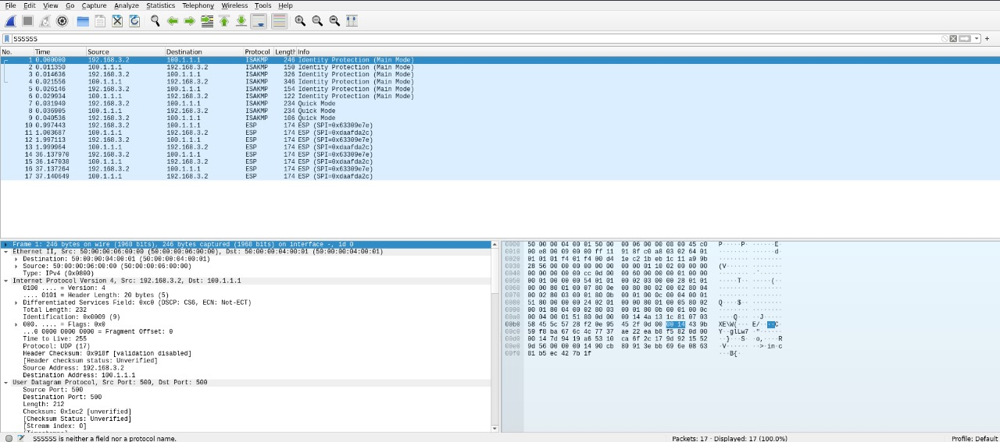 File Edit View Go Capture Analyze Statistics Telephony Wireless Tools Help
SSSSSS
No. Time Source Destination Protocol Length Info
1 0.000000 192.168.3.2 100.1.1.1 ISAKMP 246 Identity Protection (Main Mode)
2 0.011350 100.1.1.1 192.168.3.2 ISAKMP 150 Identity Protection (Main Mode)
3 0.014636 192.168.3.2 100.1.1.1 ISAKMP 326 Identity Protection (Main Mode)
4 0.021556 100.1.1.1 192.168.3.2 ISAKMP 346 Identity Protection (Main Mode)
5 0.026146 192.168.3.2 100.1.1.1 ISAKMP 154 Identity Protection (Main Mode)
6 0.029934 100.1.1.1 192.168.3.2 ISAKMP 122 Identity Protection (Main Mode)
7 0.031940 192.168.3.2 100.1.1.1 ISAKMP 234 Quick Mode
8 0.036905 100.1.1.1 192.168.3.2 ISAKMP 234 Quick Mode
9 0.040536 192.168.3.2 100.1.1.1 ISAKMP 106 Quick Mode
10 0.997443 192.168.3.2 100.1.1.1 ESP 174 ESP (SPI=0x63309e7e)
11 1.003687 100.1.1.1 192.168.3.2 ESP 174 ESP (SPI=0xdaafda2c)
12 1.997113 192.168.3.2 100.1.1.1 ESP 174 ESP (SPI=0x63309e7e)
13 1.999964 100.1.1.1 192.168.3.2 ESP 174 ESP (SPI=0xdaafda2c)
14 36.137970 192.168.3.2 100.1.1.1 ESP 174 ESP (SPI=0x63309e7e)
15 36.147038 100.1.1.1 192.168.3.2 ESP 174 ESP (SPI=0xdaafda2c)
16 37.137264 192.168.3.2 100.1.1.1 ESP 174 ESP (SPI=0x63309e7e)
17 37.140649 100.1.1.1 192.168.3.2 ESP 174 ESP (SPI=0xdaafda2c)
Frame 1: 246 bytes on wire (1968 bits), 246 bytes captured (1968 bits) on interface -, id 0
Ethernet II, Src: 50:00:00:06:00:00 (50:00:00:06:00:00), Dst: 50:00:00:04:00:01 (50:00:00:04:00:01)
Destination: 50:00:00:04:00:01 (50:00:00:04:00:01)
Source: 50:00:00:06:00:00 (50:00:00:06:00:00)
Type: IPv4 (0x0800)
Internet Protocol Version 4, Src: 192.168.3.2, Dst: 100.1.1.1
0100 .... = Version: 4
.... 0101 = Header Length: 20 bytes (5)
Differentiated Services Field: 0xc0 (DSCP: CS6, ECN: Not-ECT)
Total Length: 232
Identification: 0x0009 (9)
000. .... = Flags: 0x0
...0 0000 0000 0000 = Fragment Offset: 0
Time to Live: 255
Protocol: UDP (17)
Header Checksum: 0x918f [validation disabled]
[Header checksum status: Unverified]
Source Address: 192.168.3.2
Destination Address: 100.1.1.1
User Datagram Protocol, Src Port: 500, Dst Port: 500
Source Port: 500
Destination Port: 500
Length: 212
Checksum: 0x1ec2 [unverified]
[Checksum Status: Unverified]
[Stream index: 0]
0000 50 00 00 04 00 01 50 00 00 06 00 00 08 00 45 c0 P·····P· ······E·
0010 00 e8 00 09 00 00 ff 11 91 8f c0 a8 03 02 64 01 ········ ······d·
0020 01 01 01 f4 01 f4 00 d4 1e c2 1b eb 1c 11 a9 9b ········ ········
0030 28 56 00 00 00 00 00 00 00 00 01 10 02 00 00 00 (V······ ········
0040 00 00 00 00 00 cc 0d 00 00 60 00 00 00 01 00 00 ········ ·`······
0050 00 01 00 00 00 54 01 01 00 02 03 00 00 28 01 01 ·····T·· ·····(··
0060 00 00 80 01 00 07 80 0e 00 80 80 02 00 02 80 04 ········ ········
0070 00 02 80 03 00 01 80 0b 00 01 00 0c 00 04 00 01 ········ ········
0080 51 80 00 00 00 24 02 01 00 00 80 01 00 05 80 02 Q····$·· ········
0090 00 01 80 04 00 02 80 03 00 01 80 0b 00 01 00 0c ········ ········
00a0 00 04 00 01 51 80 0d 00 00 14 4a 13 1c 81 07 03 ····Q··· ··J·····
00b0 58 45 5c 57 28 f2 0e 95 45 2f 0d 00 00 14 43 9b XE\W(··· E/····C·
00c0 59 f8 ba 67 6c 4c 77 37 ae 22 ea b8 f5 82 0d 00 Y··glLw7 ·"······
00d0 00 14 7d 94 19 a6 53 10 ca 6f 2c 17 9d 92 15 52 ··}···S· ·o,····R
00e0 9d 56 00 00 00 14 90 cb 80 91 3e bb 69 6e 08 63 ·V······ ··>·in·c
00f0 81 b5 ec 42 7b 1f ···B{·
SSSSSS is neither a field nor a protocol name.
Packets: 17 · Displayed: 17 (100.0%)
Profile: Default